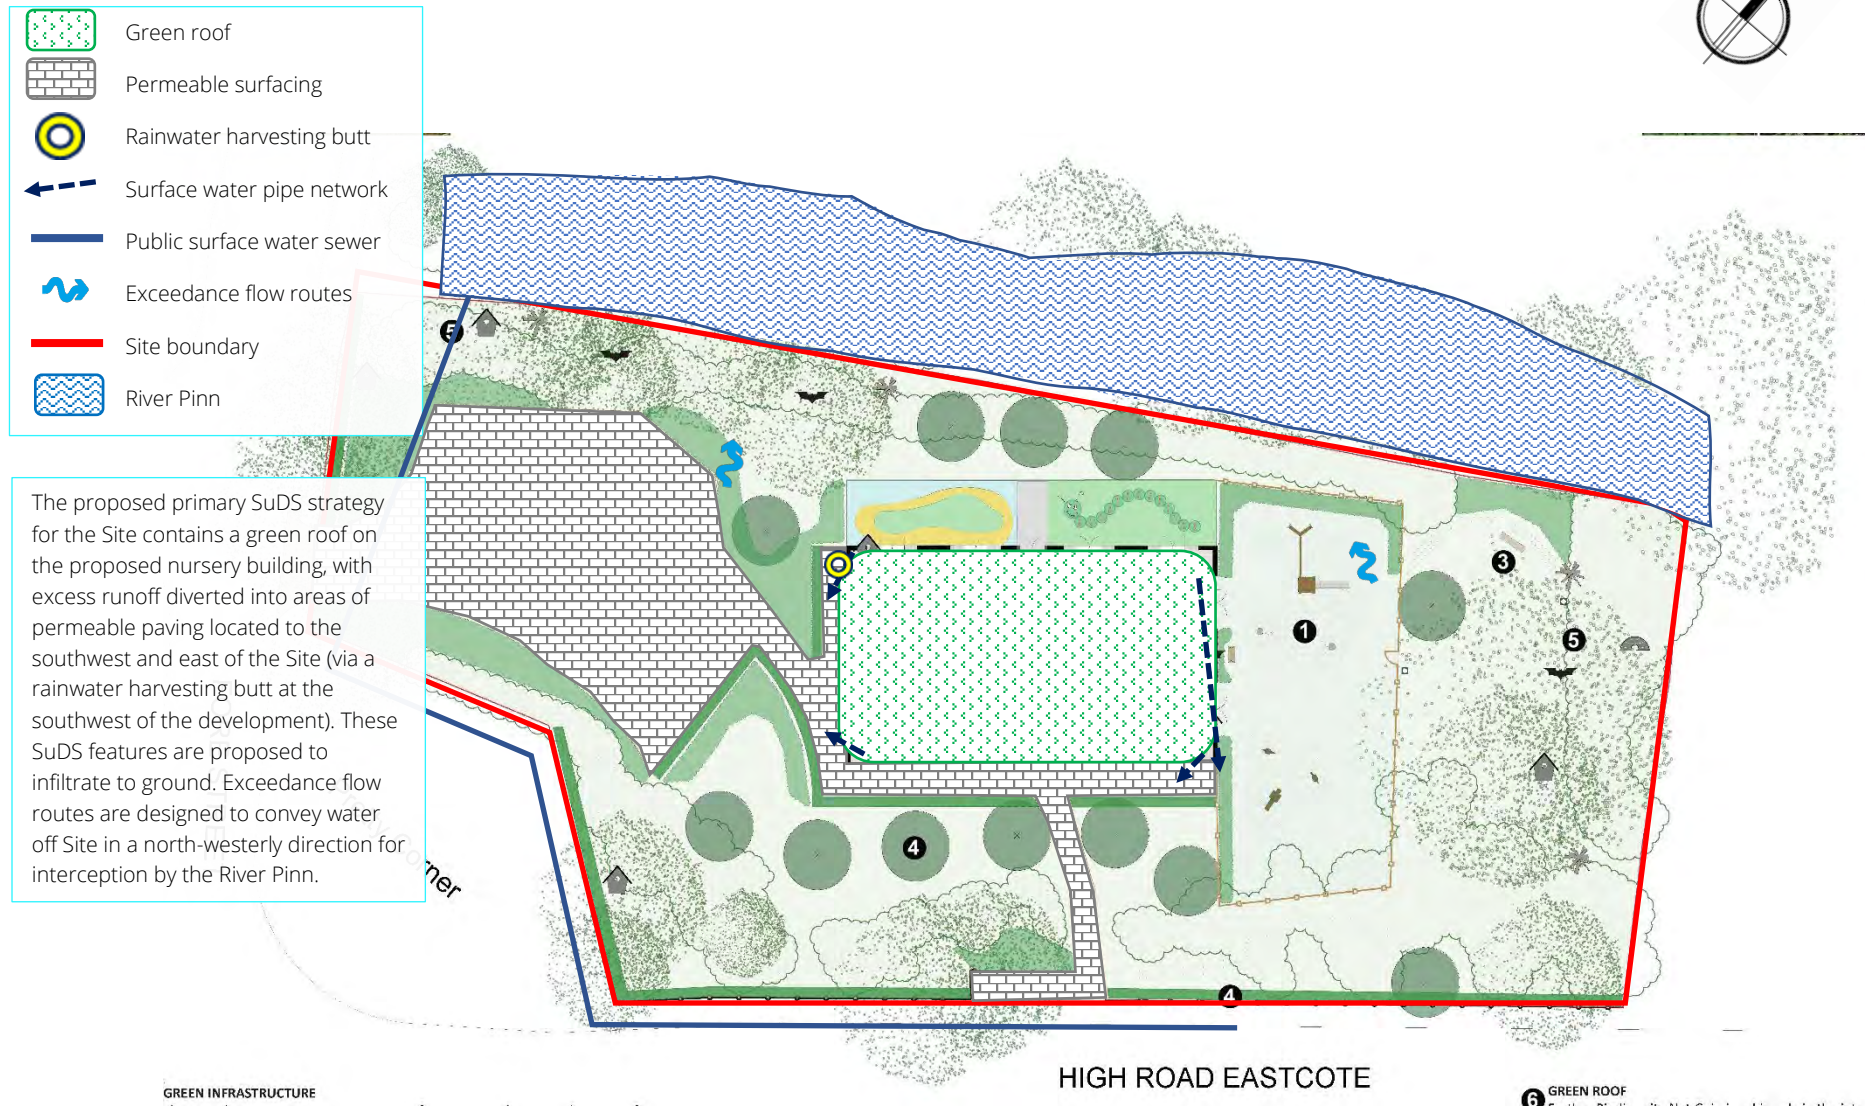 Green roof
Permeable surfacing
Rainwater harvesting butt
Surface water pipe network
Public surface water sewer
Exceedance flow routes
Site boundary
River Pinn
The proposed primary SuDS strategy
for the Site contains a green roof on
the proposed nursery building, with
excess runoff diverted into areas of
permeable paving located to the
southwest and east of the Site (via a
rainwater harvesting butt at the
southwest of the development). These
SuDS features are proposed to
infiltrate to ground. Exceedance flow
routes are designed to convey water
off Site in a north-westerly direction for
interception by the River Pinn.
5
3
1
5
4
4
HIGH ROAD EASTCOTE
GREEN INFRASTRUCTURE
6 GREEN ROOF